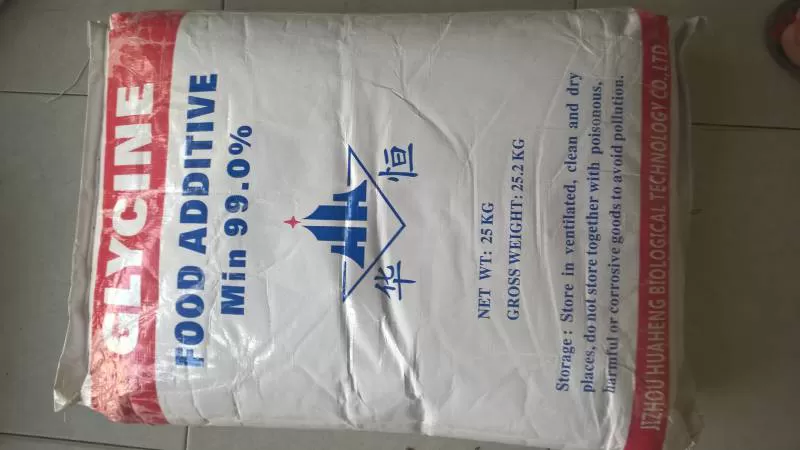 GLYCINE
FOOD ADDITIVE
Min 99.0%
华 恒
NET WT: 25 KG
GROSS WEIGHT: 25.2 KG
Storage : Store in ventilated, clean and dry
places, do not store together with poisonous,
harmful or corrosive goods to avoid pollution.
JIZHOU HUAHENG BIOLOGICAL TECHNOLOGY CO.,LTD